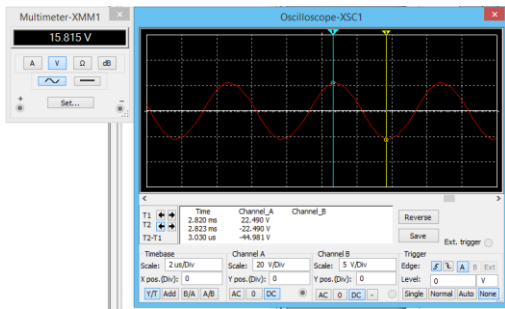 Multimeter-XMM1
15.815 V
A V Ω dB
+ Set... -
Oscilloscope-XSC1
1 2
Time Channel_A Channel_B
T1 2.820 ms 22.490 V
T2 2.823 ms -22.490 V
T2-T1 3.030 us -44.981 V
Reverse
Save
Ext. trigger
Timebase Channel A Channel B Trigger
Scale: 2 us/Div Scale: 20 V/Div Scale: 5 V/Div Edge: A B Ext
X pos.(Div): 0 Y pos.(Div): 0 Y pos.(Div): 0 Level: 0 V
Y/T Add B/A A/B AC 0 DC AC 0 DC - Single Normal Auto None